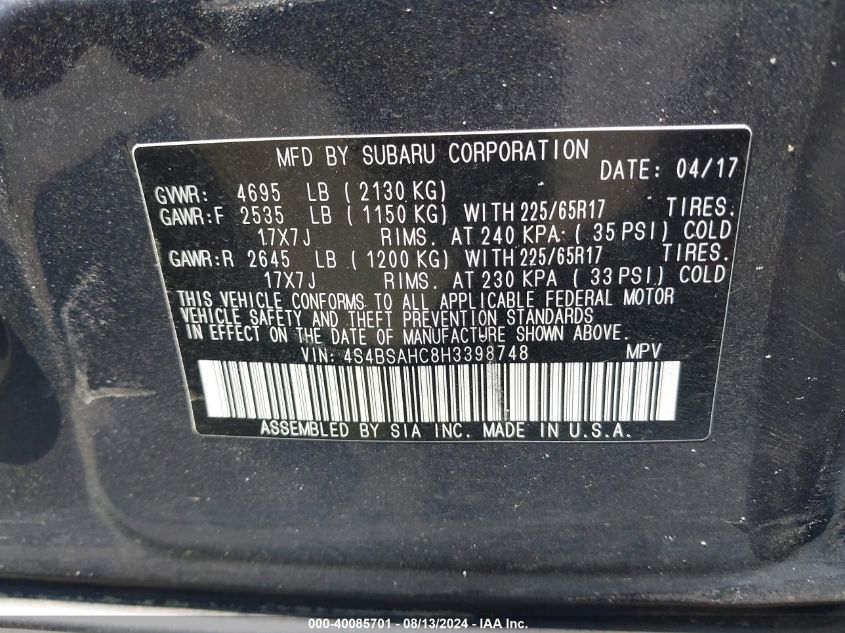 MFD BY SUBARU CORPORATION DATE: 04/17
GVWR: 4695 LB (2130 KG)
GAWR:F 2535 LB (1150 KG) WITH 225/65R17 TIRES.
17X7J RIMS. AT 240 KPA (35 PSI) COLD
GAWR:R 2645 LB (1200 KG) WITH 225/65R17
17X7J RIMS. AT 230 KPA (33 PSI) COLD
THIS VEHICLE CONFORMS TO ALL APPLICABLE FEDERAL MOTOR
VEHICLE SAFETY AND THEFT PREVENTION STANDARDS
IN EFFECT ON THE DATE OF MANUFACTURE SHOWN ABOVE.
VIN: 4S4BSAHC8H3398748 MPV
ASSEMBLED BY SIA INC. MADE IN U.S.A.
000-40085701 - 08/13/2024 - IAA Inc.